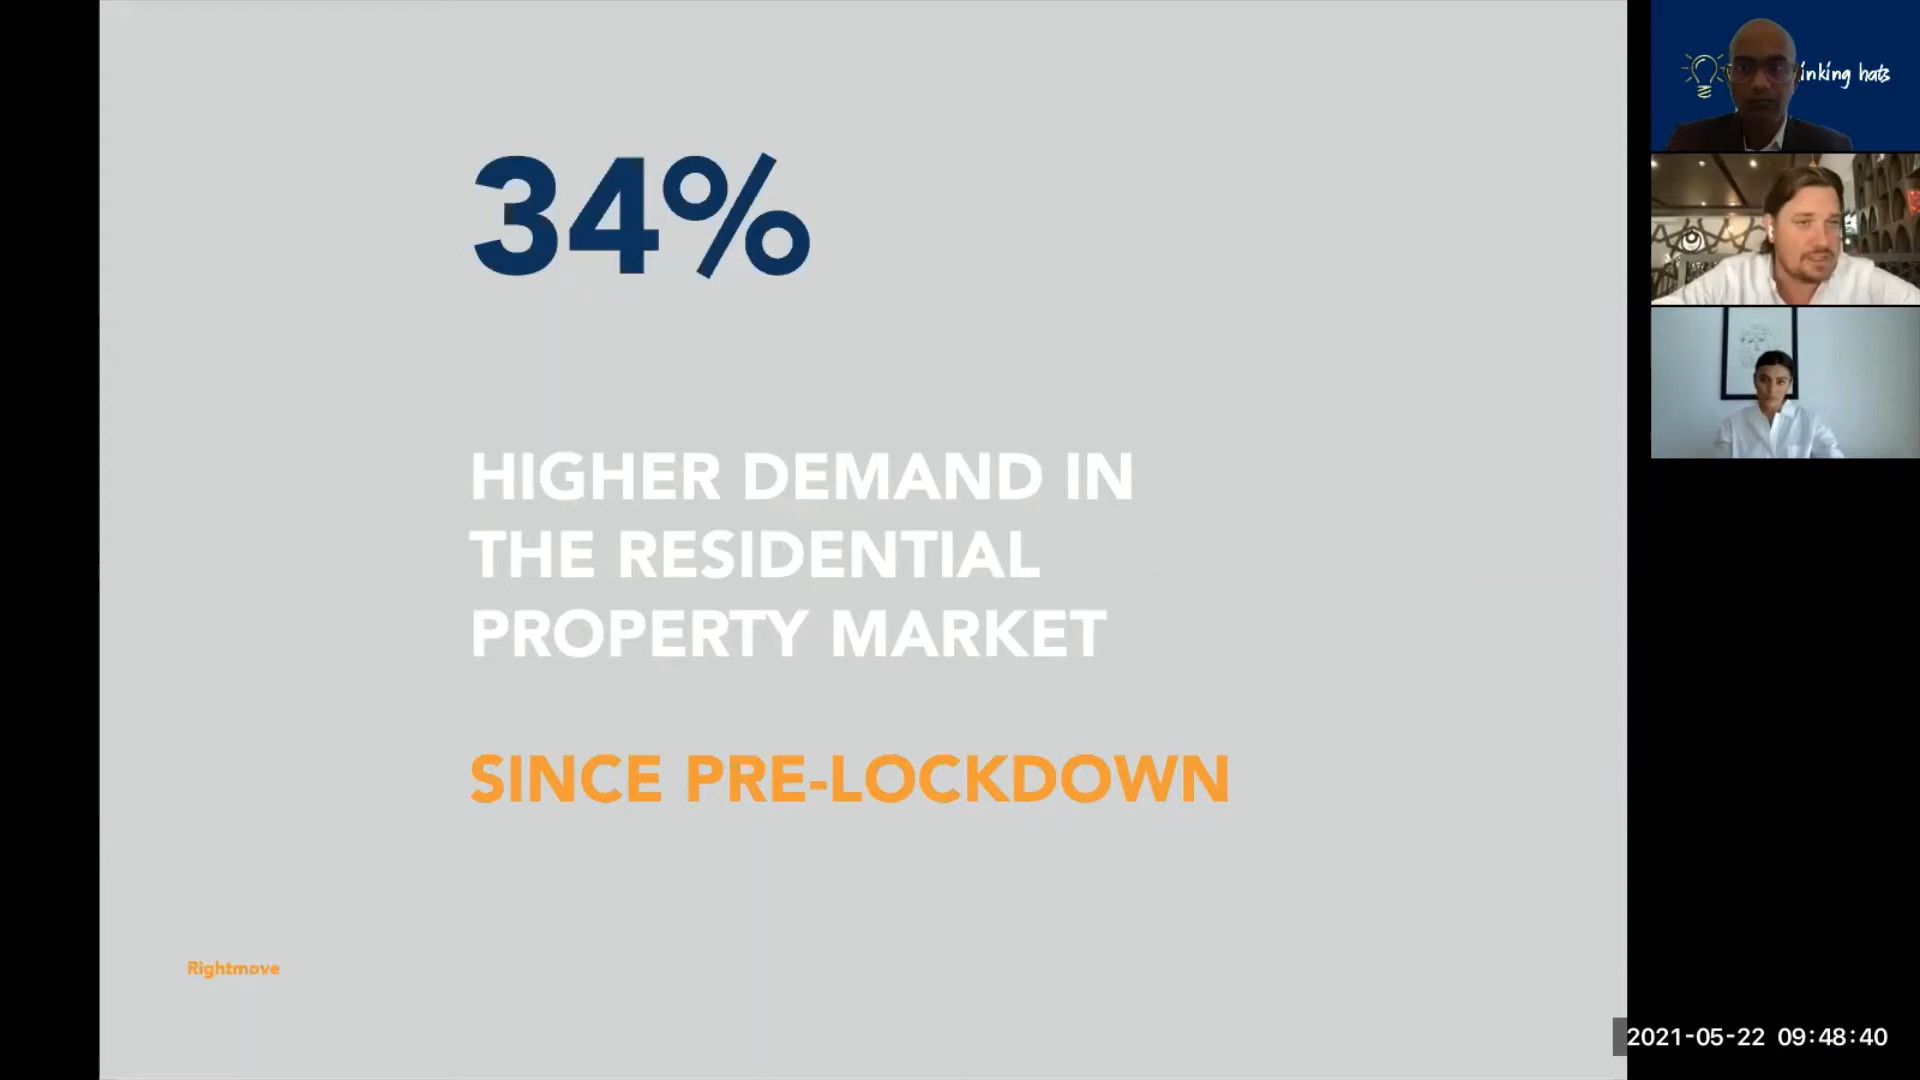 34%
HIGHER DEMAND IN
THE RESIDENTIAL
PROPERTY MARKET
SINCE PRE-LOCKDOWN
Rightmove
hats
2021-05-22 09:48:40